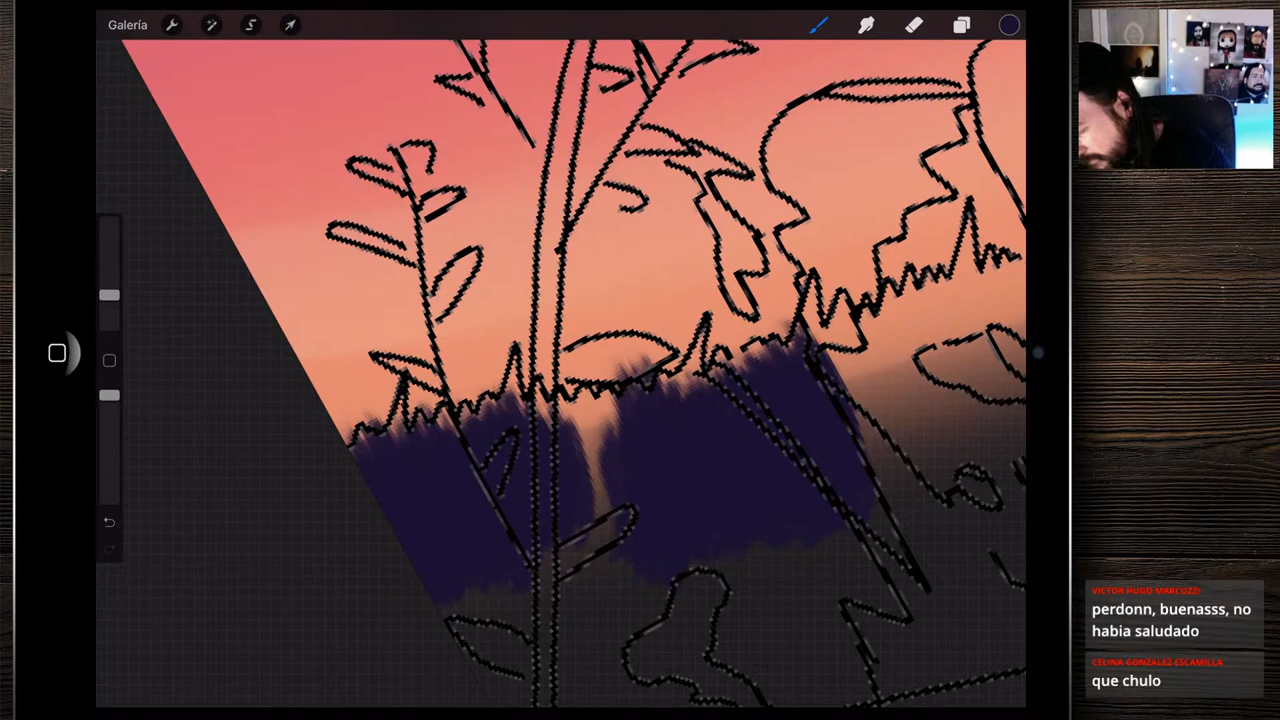 Galería
VICTOR HUGO MARCUZZI
perdonn, buenasss, no
habia saludado
CELINA GONZALEZ ESCAMILLA
que chulo